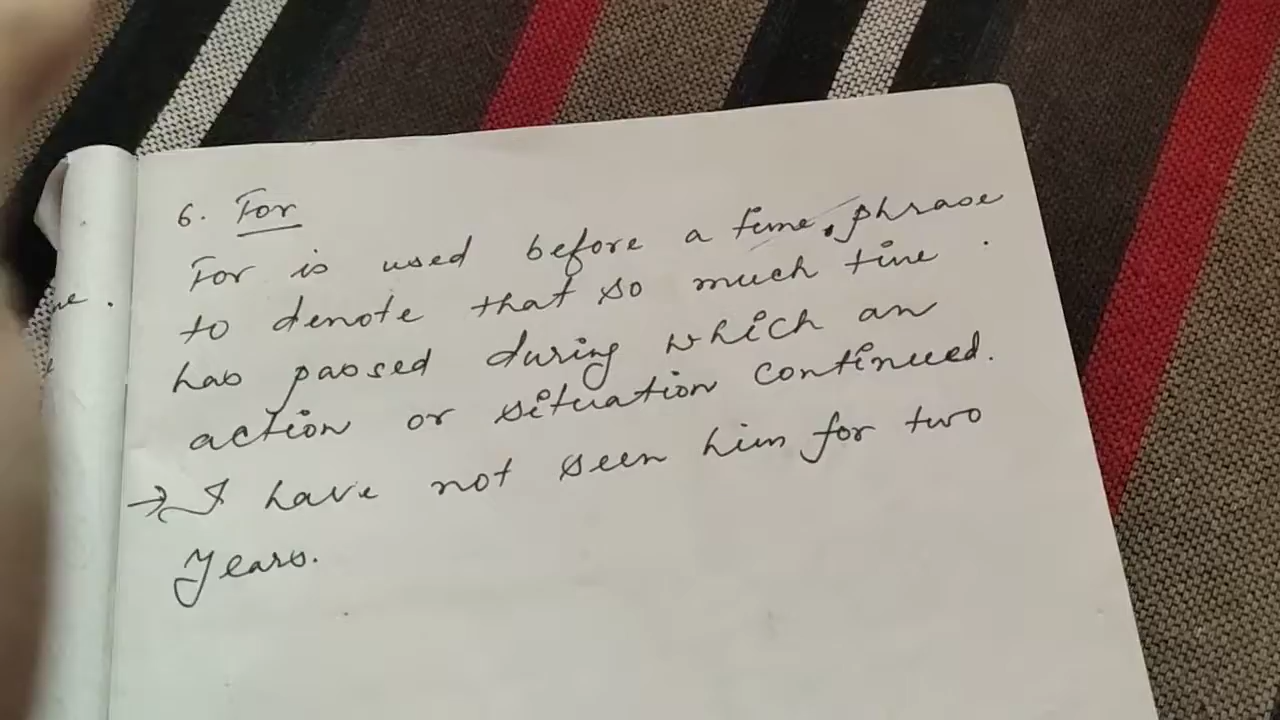 6. For
For is used before a time phrase
to denote that so much time
has passed during which an
action or situation continued.
→ I have not seen him for two
years.